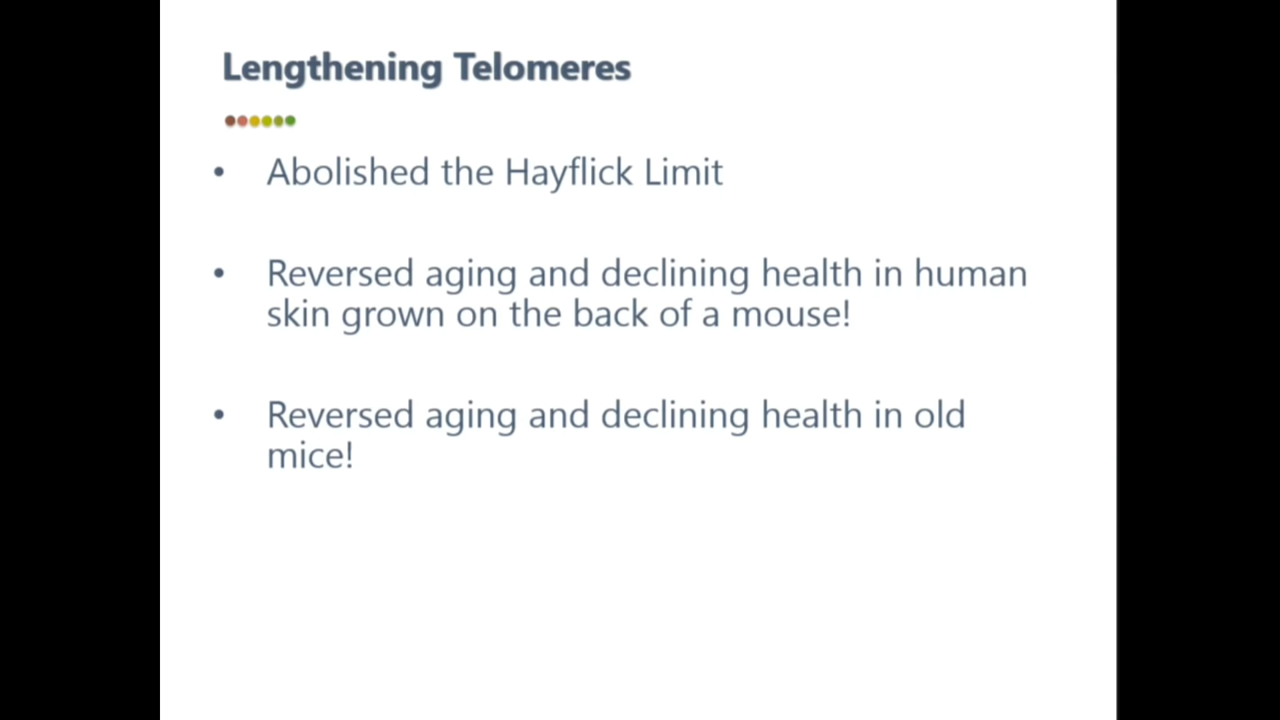 Lengthening Telomeres
• Abolished the Hayflick Limit
• Reversed aging and declining health in human
skin grown on the back of a mouse!
• Reversed aging and declining health in old
mice!